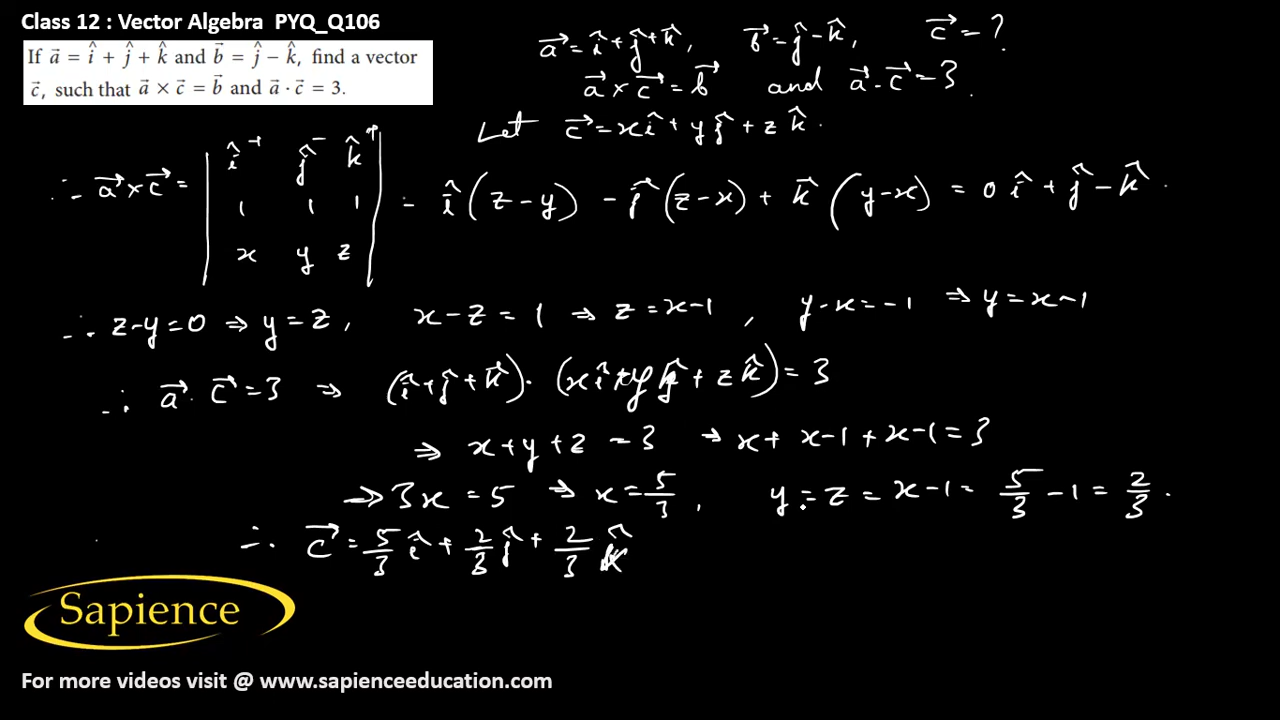 Class 12 : Vector Algebra PYQ_Q106
If a⃗ = î + ĵ + k̂ and b⃗ = ĵ − k̂, find a vector
c⃗, such that a⃗ × c⃗ = b⃗ and a⃗ · c⃗ = 3.
a⃗ = î + ĵ + k̂, b⃗ = ĵ − k̂, c⃗ = ?
a⃗ × c⃗ = b⃗ and a⃗ · c⃗ = 3.
Let c⃗ = xî + yĵ + zk̂.
∴ a⃗ × c⃗ = | î⁺ ĵ⁻ k̂⁺ | = î(z−y) − ĵ(z−x) + k̂(y−x) = 0î + ĵ − k̂.
1 1 1
x y z
∴ z−y=0 ⇒ y=z, x−z=1 ⇒ z=x−1, y−x=−1 ⇒ y=x−1
∴ a⃗ · c⃗ = 3 ⇒ (î+ĵ+k̂) · (xî+yĵ+zk̂) = 3
⇒ x+y+z=3 → x+x−1+x−1=3
→ 3x=5 → x=5/3, y=z=x−1=5/3−1=2/3.
∴ c⃗ = 5/3 î + 2/3 ĵ + 2/3 k̂
Sapience
For more videos visit @ www.sapienceeducation.com